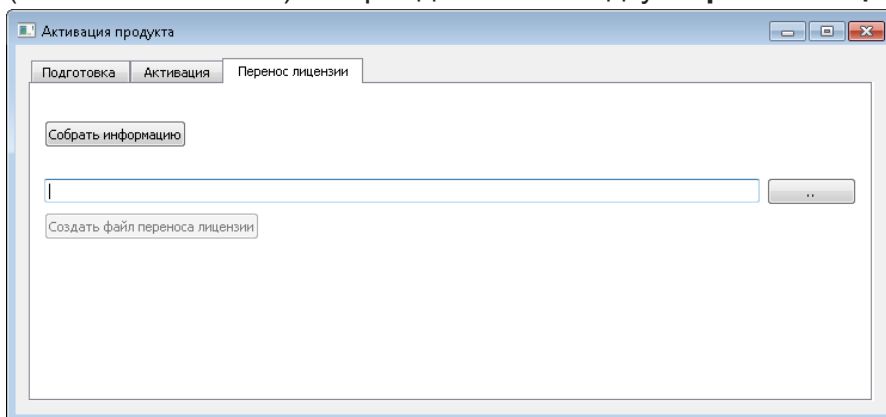 Активация продукта
Подготовка Активация Перенос лицензии
Собрать информацию
..
Создать файл переноса лицензии